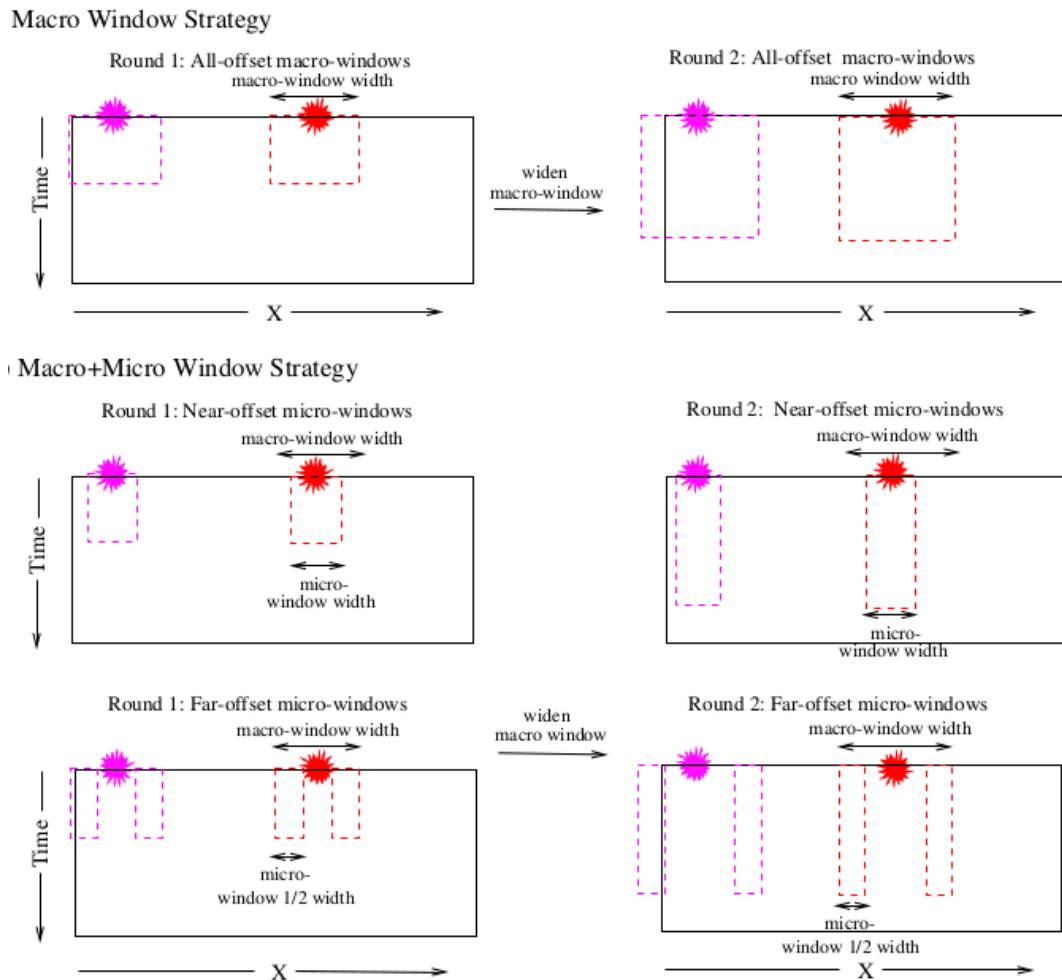 Macro Window Strategy
Round 1: All-offset macro-windows
macro-window width
Time
X
widen
macro-window
Round 2: All-offset macro-windows
macro window width
X
) Macro+Micro Window Strategy
Round 1: Near-offset micro-windows
macro-window width
Time
micro-
window width
Round 2: Near-offset micro-windows
macro-window width
micro-
window width
Round 1: Far-offset micro-windows
macro-window width
Time
micro-
window 1/2 width
X
widen
macro window
Round 2: Far-offset micro-windows
macro-window width
micro-
window 1/2 width
X